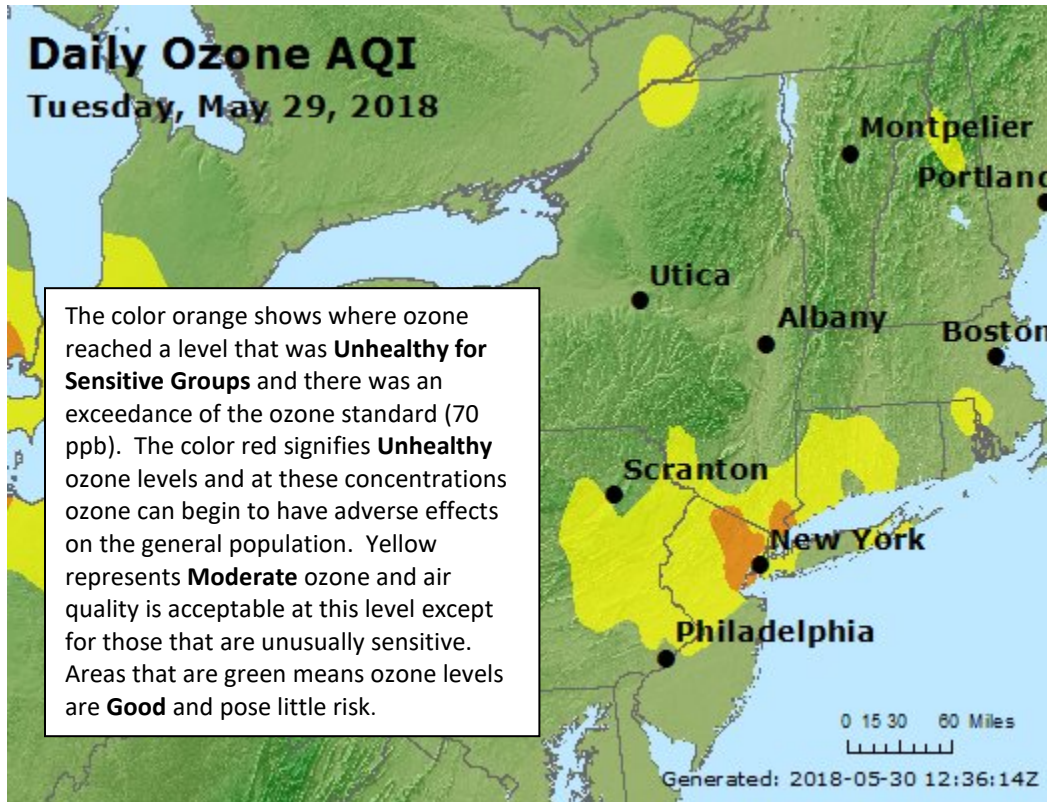 Daily Ozone AQI
Tuesday, May 29, 2018
Montpelier
Portland
Utica
Albany
Boston
The color orange shows where ozone
reached a level that was Unhealthy for
Sensitive Groups and there was an
exceedance of the ozone standard (70
ppb).  The color red signifies Unhealthy
ozone levels and at these concentrations
ozone can begin to have adverse effects
on the general population.  Yellow
represents Moderate ozone and air
quality is acceptable at this level except
for those that are unusually sensitive.
Areas that are green means ozone levels
are Good and pose little risk.
Scranton
New York
Philadelphia
0 15 30 60 Miles
Generated: 2018-05-30 12:36:14Z